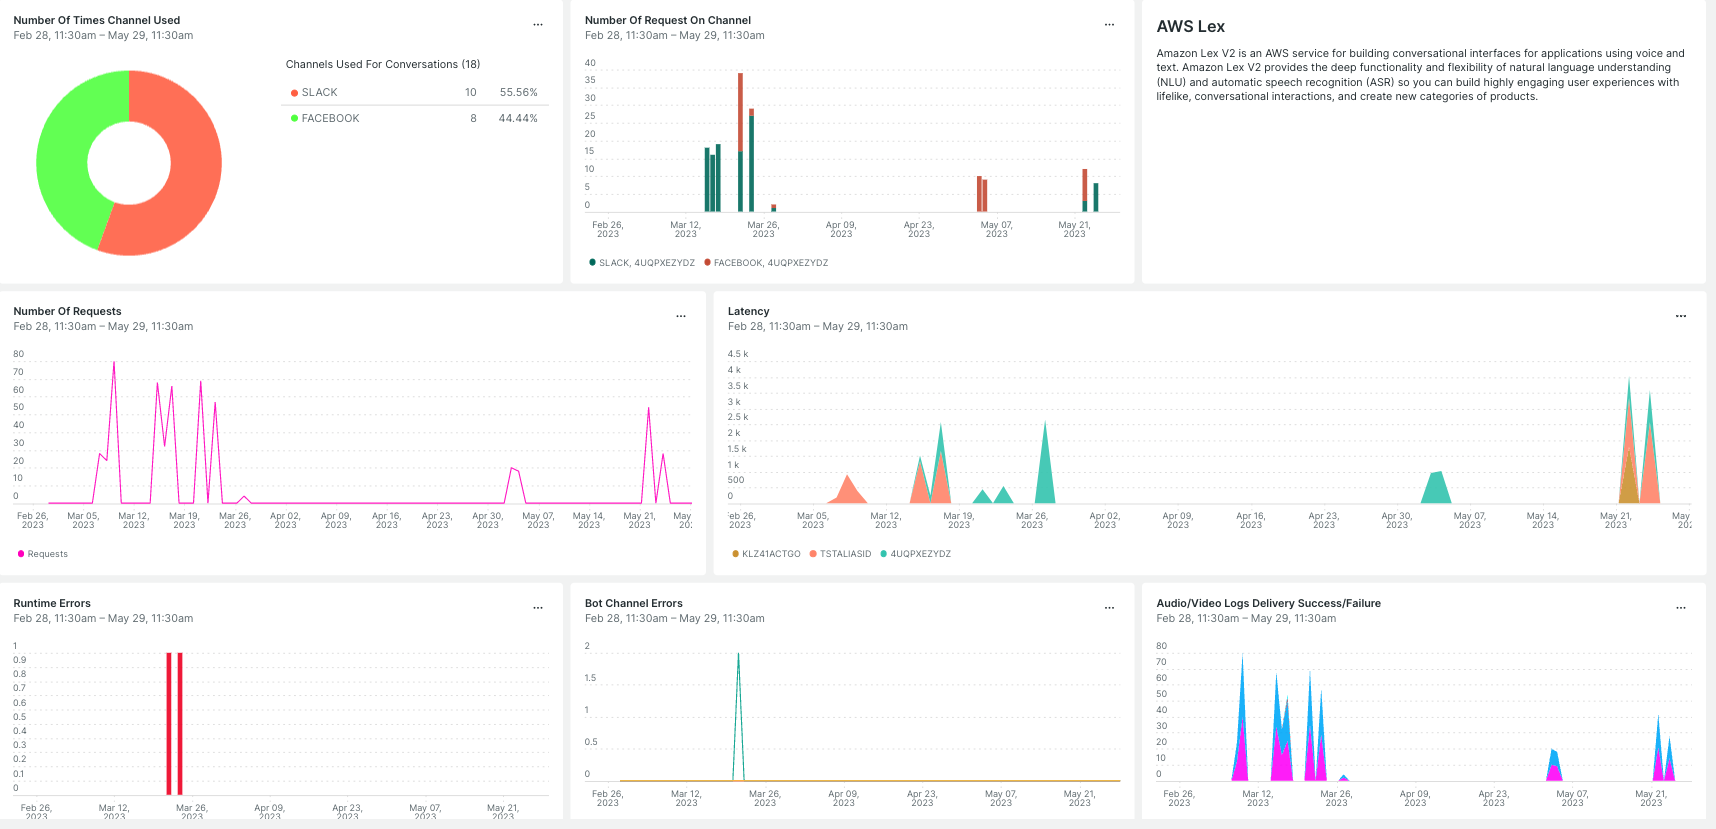 Number Of Times Channel Used
Feb 28, 11:30am – May 29, 11:30am
...
Channels Used For Conversations (18)
SLACK 10 55.56%
FACEBOOK 8 44.44%
Number Of Request On Channel
Feb 28, 11:30am – May 29, 11:30am
...
40
35
30
25
20
15
10
5
0
Feb 26, 2023 Mar 12, 2023 Mar 26, 2023 Apr 09, 2023 Apr 23, 2023 May 07, 2023 May 21, 2023
SLACK, 4UQPXEZYDZ FACEBOOK, 4UQPXEZYDZ
AWS Lex
Amazon Lex V2 is an AWS service for building conversational interfaces for applications using voice and
text. Amazon Lex V2 provides the deep functionality and flexibility of natural language understanding
(NLU) and automatic speech recognition (ASR) so you can build highly engaging user experiences with
lifelike, conversational interactions, and create new categories of products.
Number Of Requests
Feb 28, 11:30am – May 29, 11:30am
...
80
70
60
50
40
30
20
10
0
Feb 26, 2023 Mar 05, 2023 Mar 12, 2023 Mar 19, 2023 Mar 26, 2023 Apr 02, 2023 Apr 09, 2023 Apr 16, 2023 Apr 23, 2023 Apr 30, 2023 May 07, 2023 May 14, 2023 May 21, 2023 May
Requests
Latency
Feb 28, 11:30am – May 29, 11:30am
...
4.5 k
4 k
3.5 k
3 k
2.5 k
2 k
1.5 k
1 k
500
0
eb 26, 2023 Mar 05, 2023 Mar 12, 2023 Mar 19, 2023 Mar 26, 2023 Apr 02, 2023 Apr 09, 2023 Apr 16, 2023 Apr 23, 2023 Apr 30, 2023 May 07, 2023 May 14, 2023 May 21, 2023 May
KLZ41ACTGO TSTALIASID 4UQPXEZYDZ
Runtime Errors
Feb 28, 11:30am – May 29, 11:30am
...
1
0.9
0.8
0.7
0.6
0.5
0.4
0.3
0.2
0.1
0
Feb 26, 2023 Mar 12, 2023 Mar 26, 2023 Apr 09, 2023 Apr 23, 2023 May 07, 2023 May 21, 2023
Bot Channel Errors
Feb 28, 11:30am – May 29, 11:30am
...
2
1.5
1
0.5
0
Feb 26, 2023 Mar 12, 2023 Mar 26, 2023 Apr 09, 2023 Apr 23, 2023 May 07, 2023 May 21, 2023
Audio/Video Logs Delivery Success/Failure
Feb 28, 11:30am – May 29, 11:30am
...
80
70
60
50
40
30
20
10
0
Feb 26, 2023 Mar 12, 2023 Mar 26, 2023 Apr 09, 2023 Apr 23, 2023 May 07, 2023 May 21, 2023